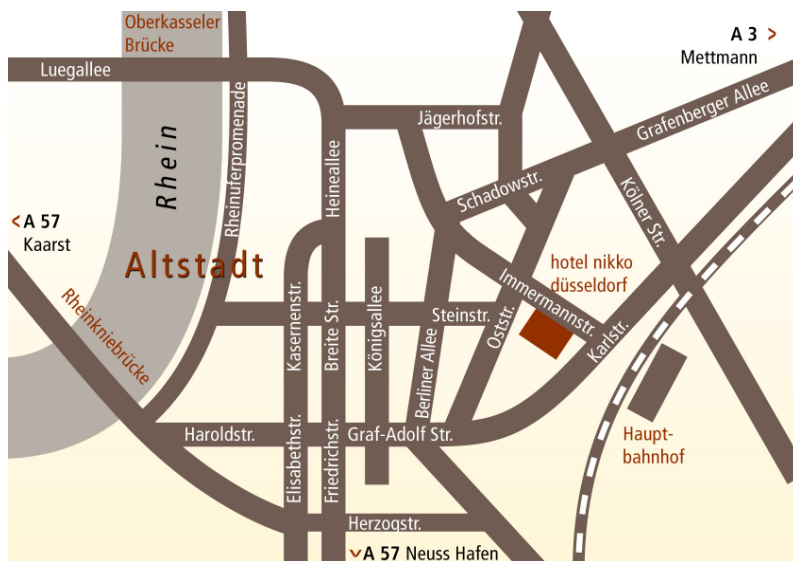 Oberkasseler
Brücke
A 3 >
Mettmann
Luegallee
Rhein
Rheinuferpromenade
Heineallee
Jägerhofstr.
Grafenberger Allee
Schadowstr.
Kölner Str.
< A 57
Kaarst
Altstadt
Rheinkniebrücke
hotel nikko
düsseldorf
Immermannstr.
Kasernenstr.
Breite Str.
Königsallee
Steinstr.
Berliner Allee
Oststr.
Karlstr.
Haroldstr.
Graf-Adolf Str.
Elisabethstr.
Friedrichstr.
Haupt-
bahnhof
Herzogstr.
A 57 Neuss Hafen